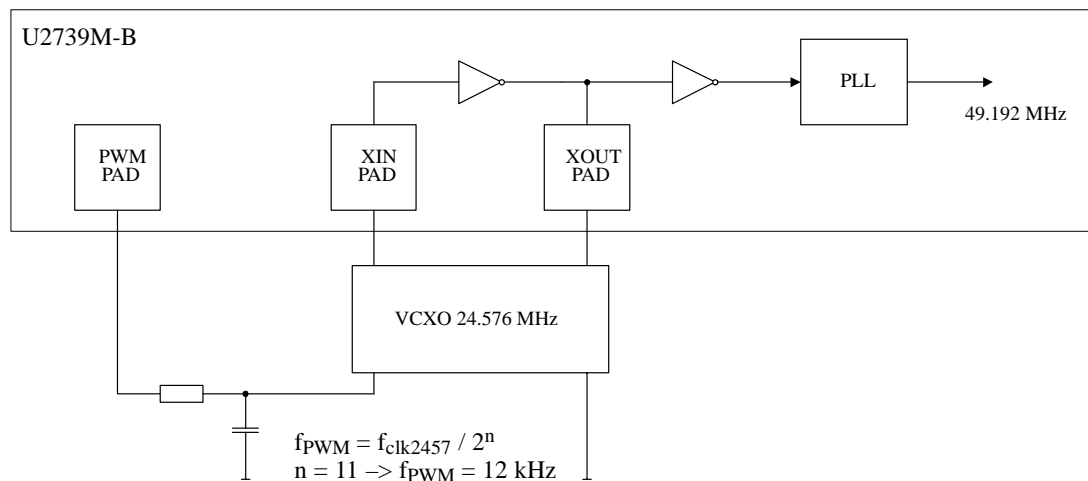 U2739M-B
PLL
49.192 MHz
PWM
PAD
XIN
PAD
XOUT
PAD
VCXO 24.576 MHz
fPWM = fclk2457 / 2ⁿ
n = 11 –> fPWM = 12 kHz